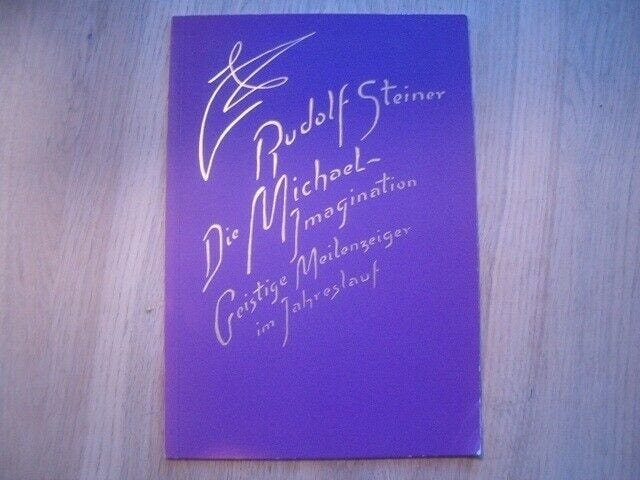 Rudolf Steiner
Die Michael-
Imagination
Geistige Meilenzeiger
im Jahreslauf